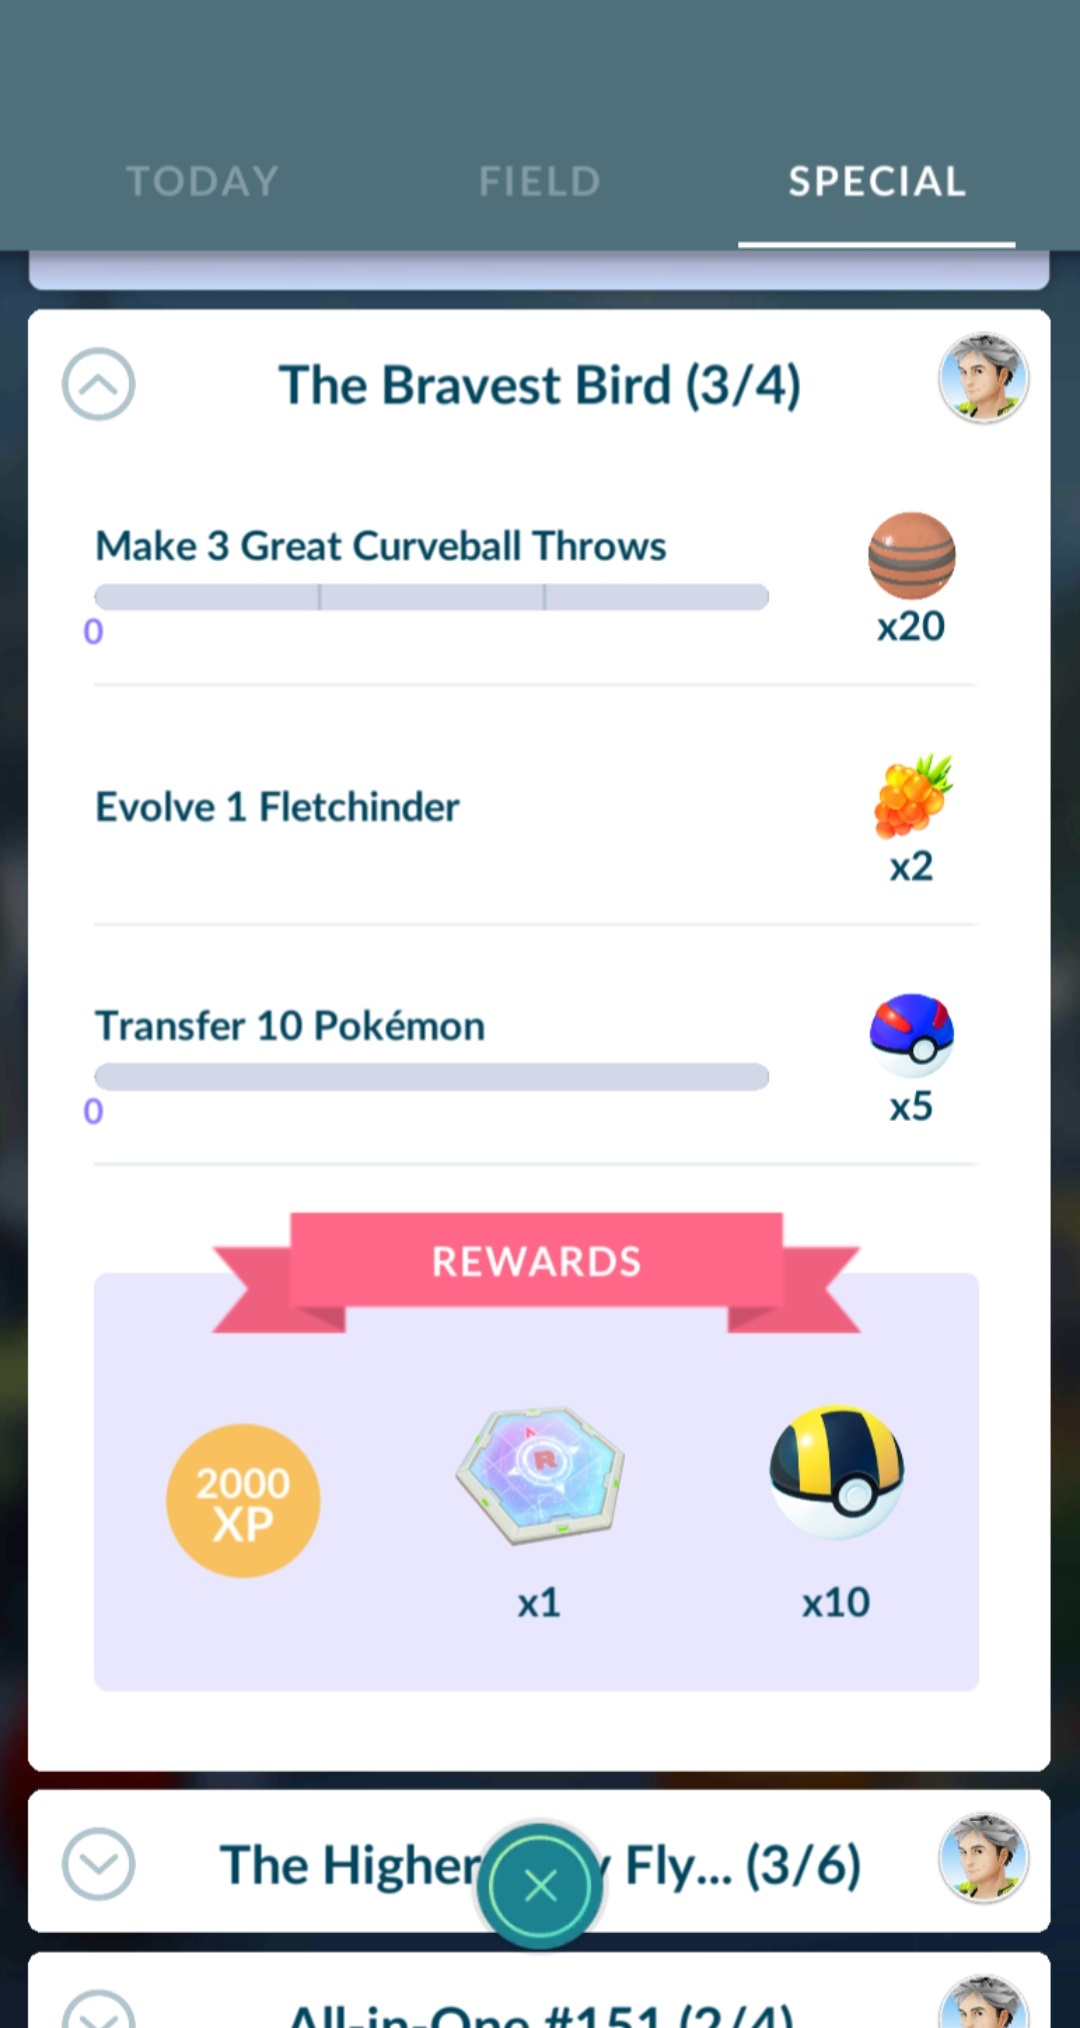 TODAY
FIELD
SPECIAL
The Bravest Bird (3/4)
Make 3 Great Curveball Throws
0
x20
Evolve 1 Fletchinder
x2
Transfer 10 Pokémon
0
x5
REWARDS
2000
XP
R
x1
x10
The Higher Fly... (3/6)
All-in-One #151 (2/4)